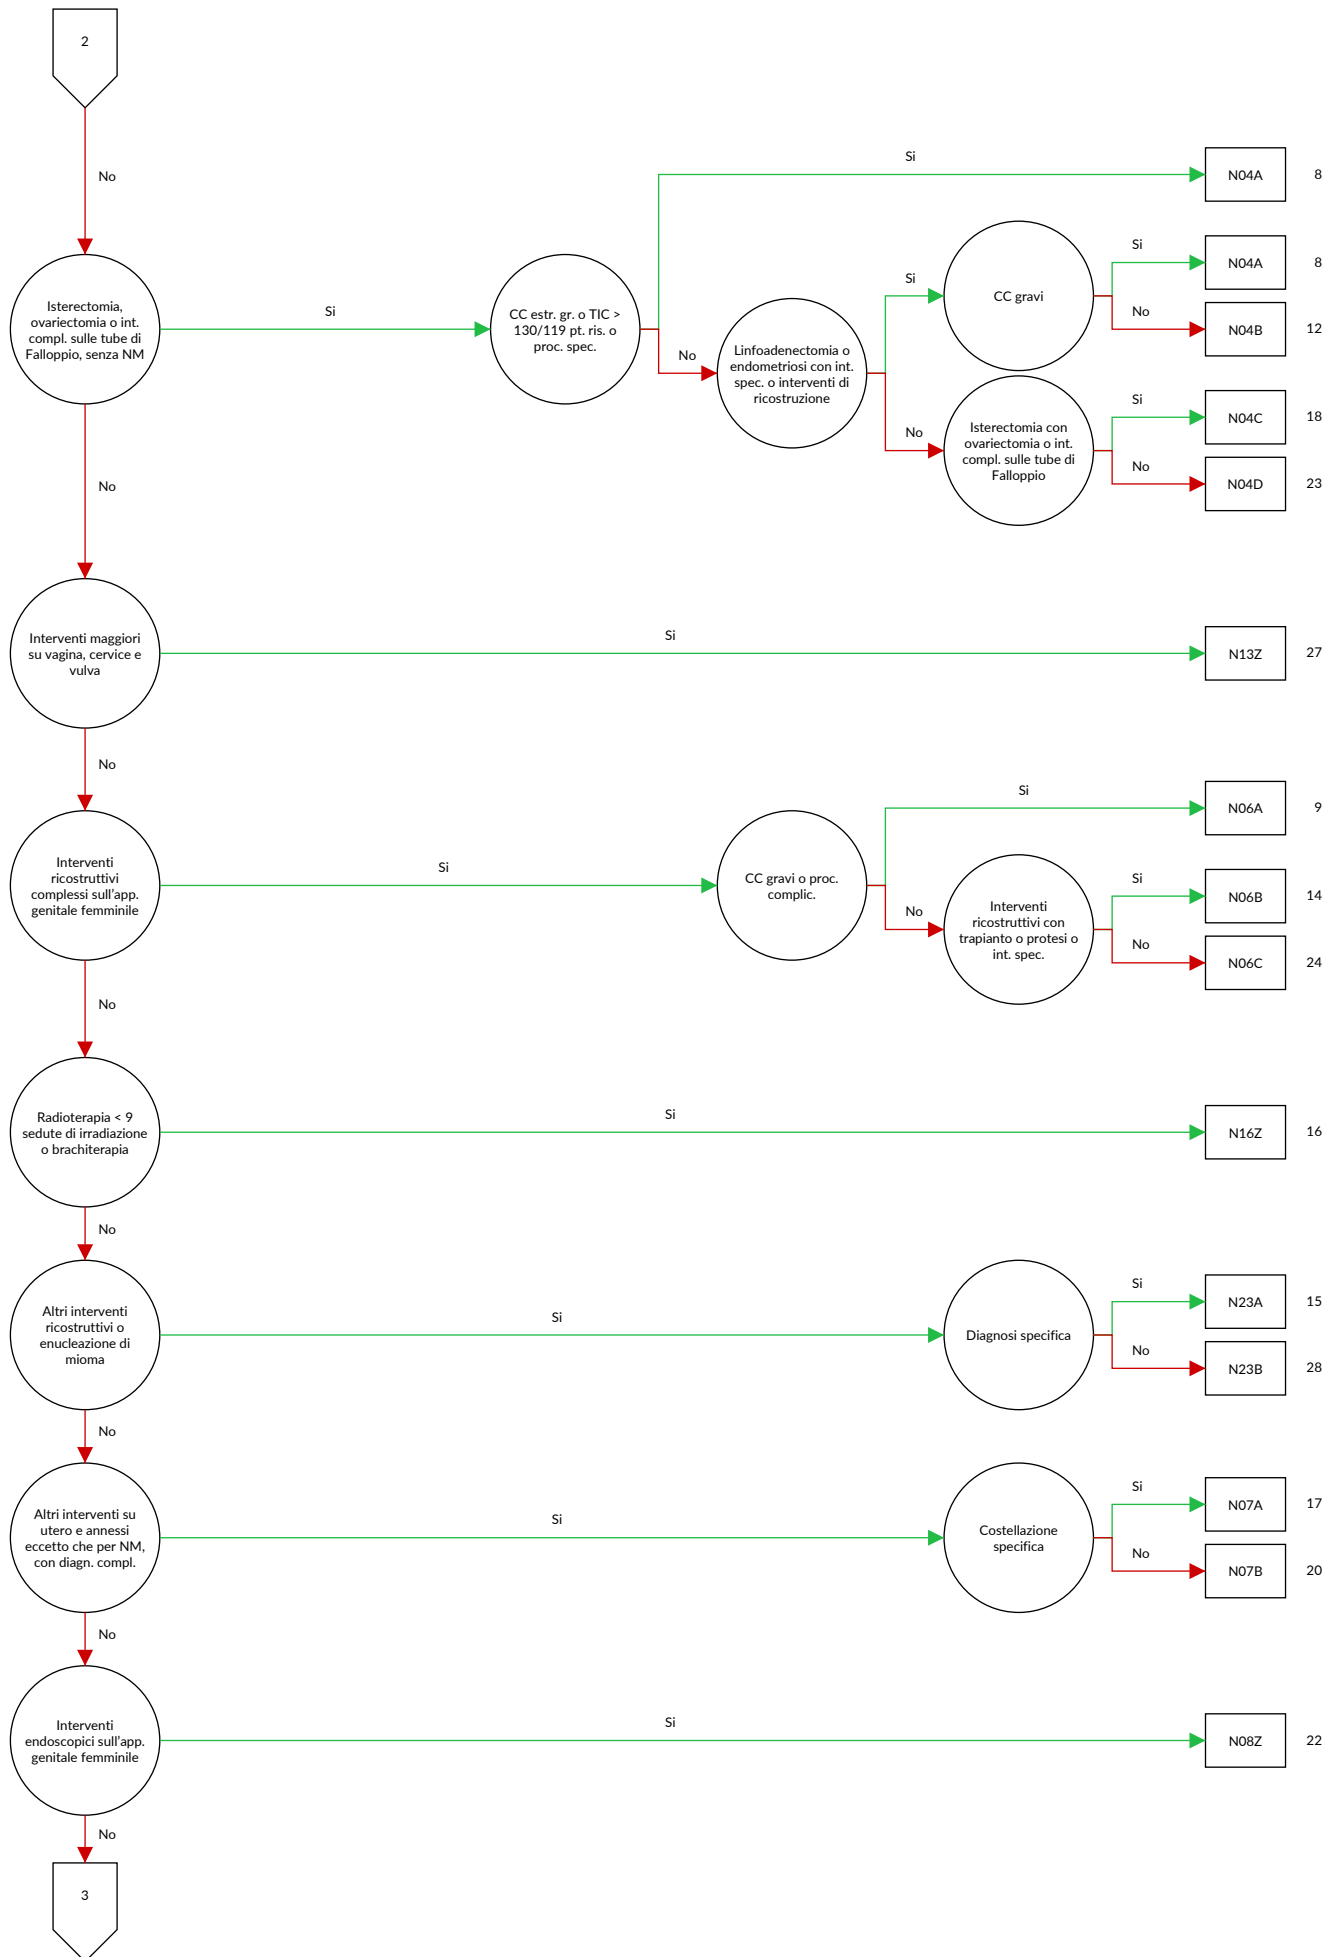 2
No
Si
N04A
8
Si
N04A
8
Isterectomia,
ovariectomia o int.
compl. sulle tube di
Falloppio, senza NM
Si
CC estr. gr. o TIC >
130/119 pt. ris. o
proc. spec.
Si
CC gravi
No
N04B
12
No
Linfoadenectomia o
endometriosi con int.
spec. o interventi di
ricostruzione
Si
N04C
18
No
Isterectomia con
ovariectomia o int.
compl. sulle tube di
Falloppio
No
N04D
23
No
Interventi maggiori
su vagina, cervice e
vulva
Si
N13Z
27
No
Si
N06A
9
Interventi
ricostruttivi
complessi sull'app.
genitale femminile
Si
CC gravi o proc.
complic.
Si
N06B
14
No
Interventi
ricostruttivi con
trapianto o protesi o
int. spec.
No
N06C
24
No
Radioterapia < 9
sedute di irradiazione
o brachiterapia
Si
N16Z
16
No
Si
N23A
15
Altri interventi
ricostruttivi o
enucleazione di
mioma
Si
Diagnosi specifica
No
N23B
28
No
Si
N07A
17
Altri interventi su
utero e annessi
eccetto che per NM,
con diagn. compl.
Si
Costellazione
specifica
No
N07B
20
No
Interventi
endoscopici sull'app.
genitale femminile
Si
N08Z
22
No
3